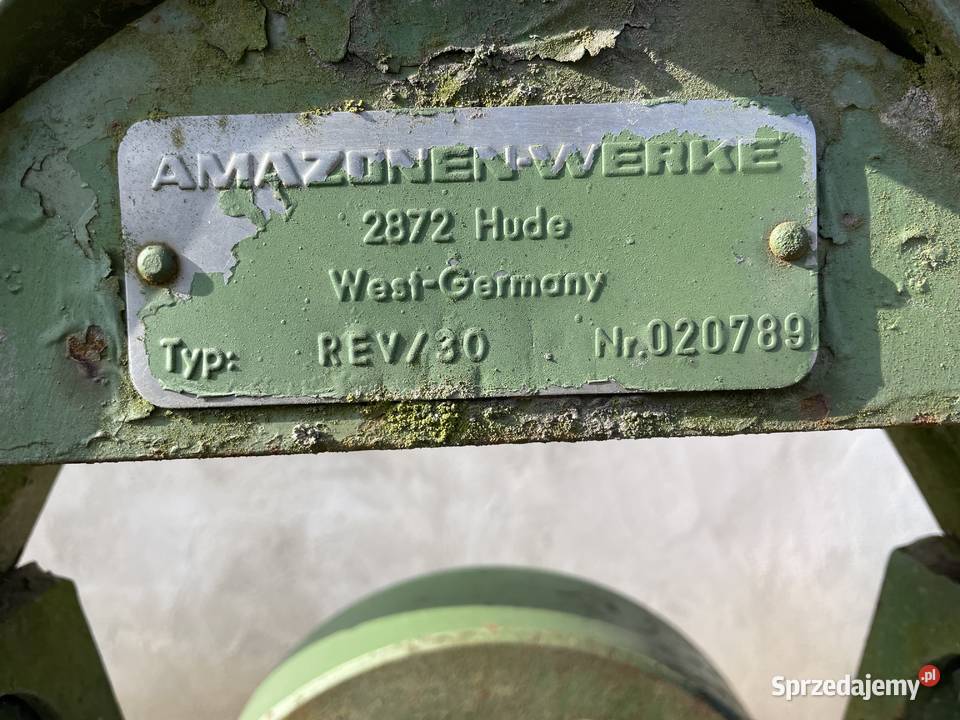 AMAZONEN-WERKE
2872 Hude
West-Germany
Typ: REV/30 Nr.020789
Sprzedajemy.pl